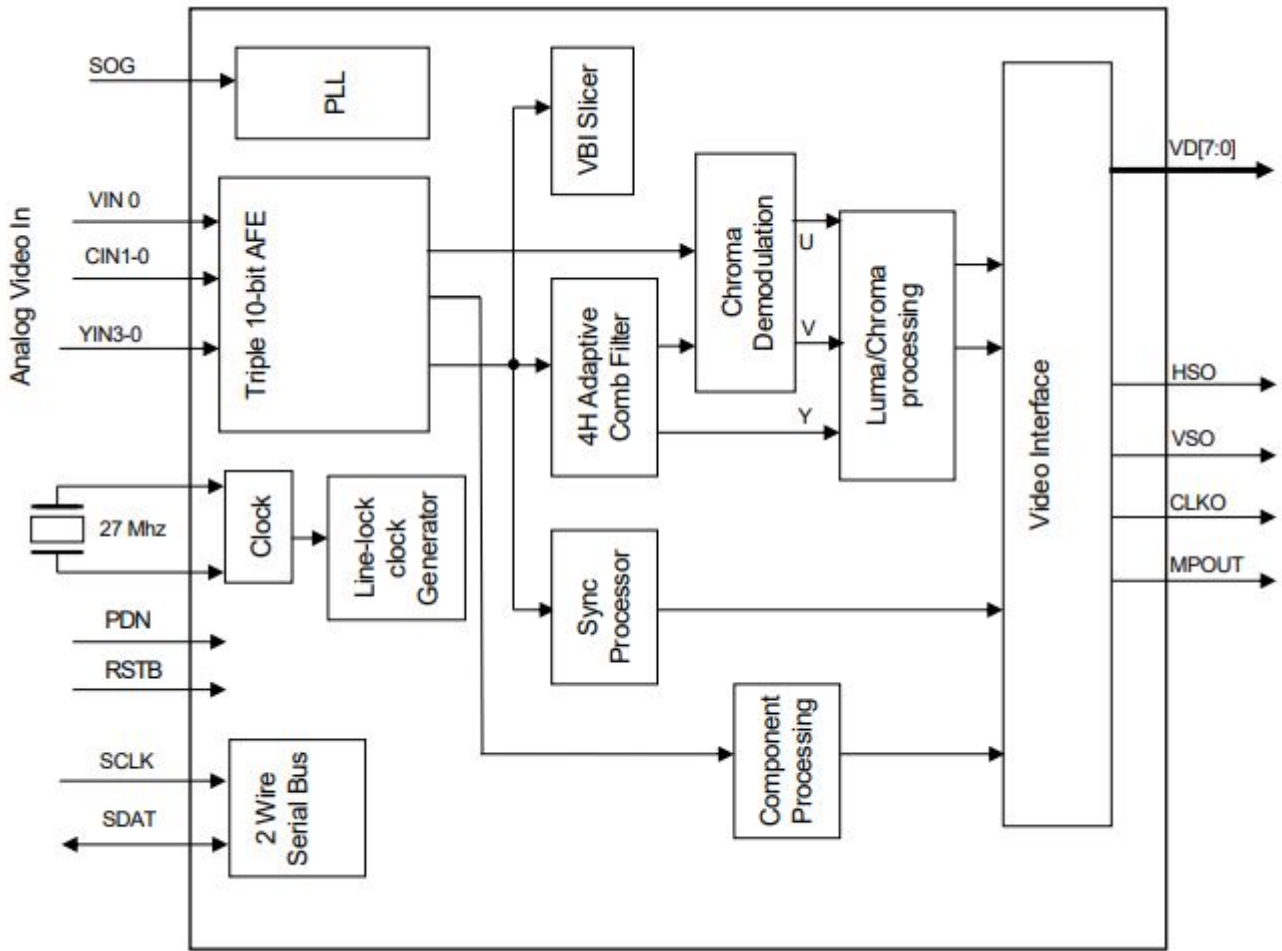 SOG
PLL
VBI Slicer
VD[7:0]
Analog Video In
VIN 0
CIN1-0
YIN3-0
Triple 10-bit AFE
Chroma
Demodulation
U
V
4H Adaptive
Comb Filter
Y
Luma/Chroma
processing
Video Interface
HSO
VSO
CLKO
MPOUT
27 Mhz
Clock
Line-lock
clock
Generator
PDN
RSTB
Sync
Processor
SCLK
SDAT
2 Wire
Serial Bus
Component
Processing